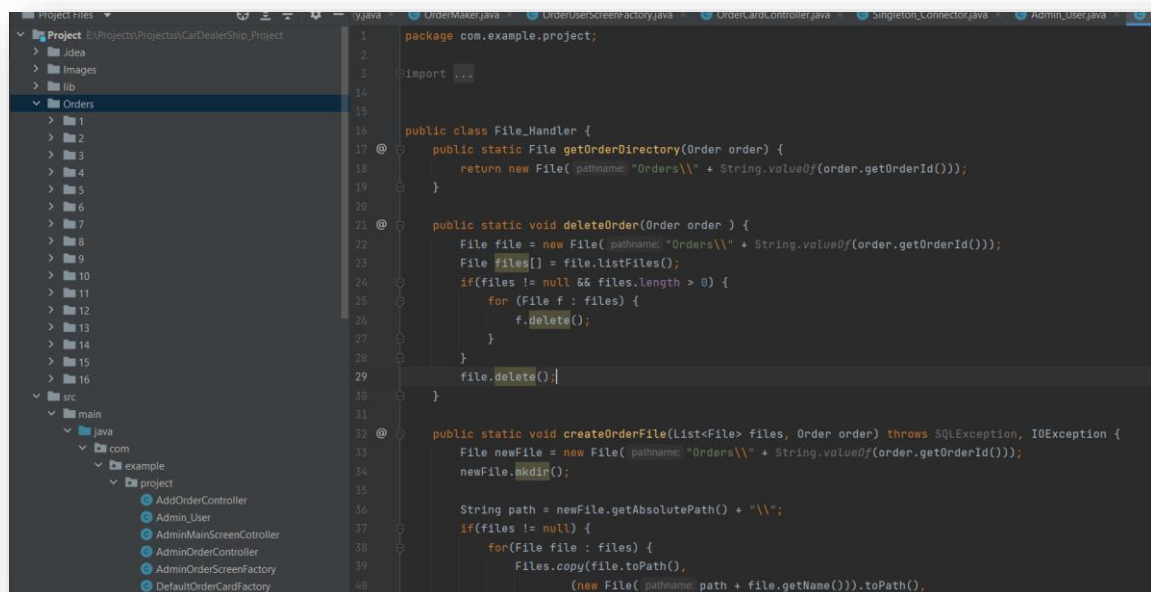 Project Files
y.java
OrderMaker.java
OrderUserScreenFactory.java
OrderCardController.java
Singleton_Connector.java
Admin_User.java
Project E:\Projects\Projectss\CarDealerShip_Project
.idea
Images
lib
Orders
1
2
3
4
5
6
7
8
9
10
11
12
13
14
15
16
src
main
java
com
example
project
AddOrderController
Admin_User
AdminMainScreenCotroller
AdminOrderController
AdminOrderScreenFactory
DefaultOrderCardFactory
1 package com.example.project;
2
3 import ...
14
15
16 public class File_Handler {
17 @ public static File getOrderDirectory(Order order) {
18 return new File( pathname: "Orders\\" + String.valueOf(order.getOrderId()));
19 }
20
21 @ public static void deleteOrder(Order order ) {
22 File file = new File( pathname: "Orders\\" + String.valueOf(order.getOrderId()));
23 File files[] = file.listFiles();
24 if(files != null && files.length > 0) {
25 for (File f : files) {
26 f.delete();
27 }
28 }
29 file.delete();
30 }
31
32 @ public static void createOrderFile(List<File> files, Order order) throws SQLException, IOException {
33 File newFile = new File( pathname: "Orders\\" + String.valueOf(order.getOrderId()));
34 newFile.mkdir();
35
36 String path = newFile.getAbsolutePath() + "\\";
37 if(files != null) {
38 for(File file : files) {
39 Files.copy(file.toPath(),
40 (new File( pathname: path + file.getName())).toPath(),